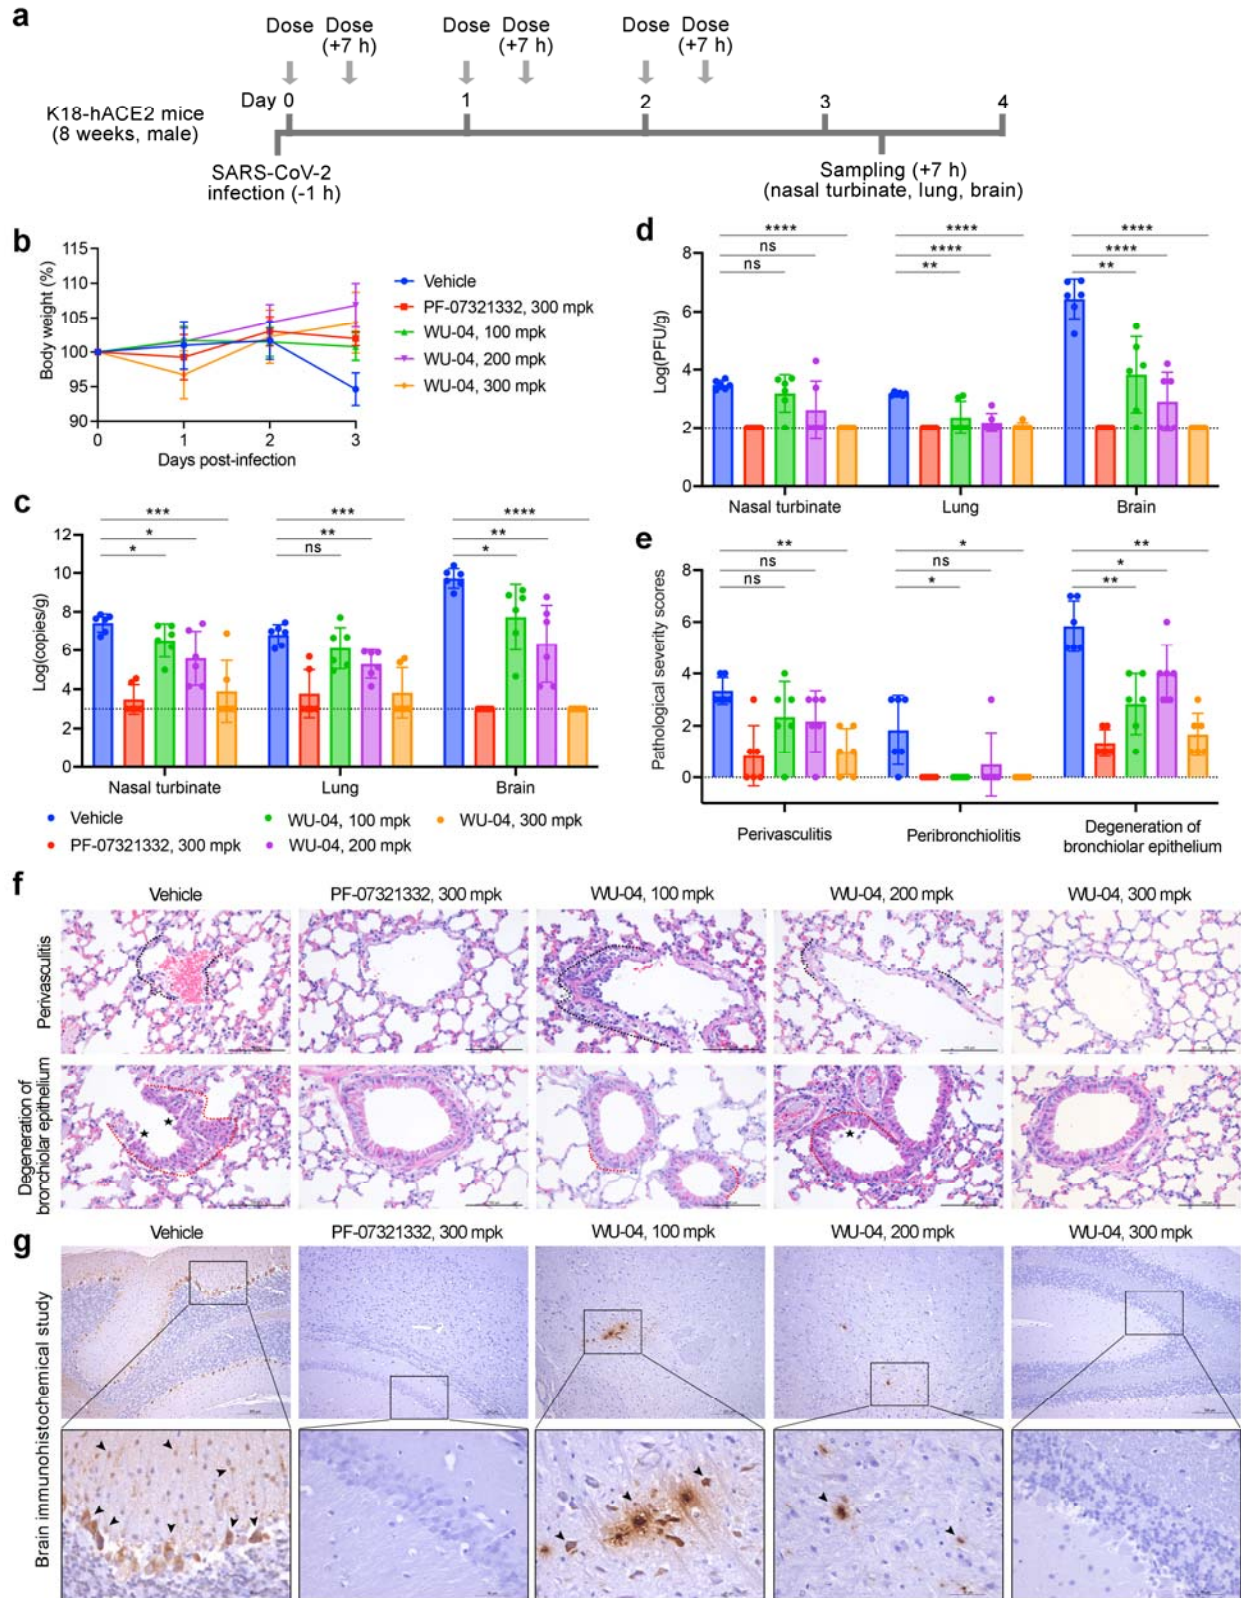 a
Dose Dose (+7 h) Dose Dose (+7 h) Dose Dose (+7 h)
Day 0 1 2 3 4
K18-hACE2 mice
(8 weeks, male)
SARS-CoV-2
infection (-1 h)
Sampling (+7 h)
(nasal turbinate, lung, brain)
b
115
110
105
100
95
90
Body weight (%)
0 1 2 3
Days post-infection
Vehicle
PF-07321332, 300 mpk
WU-04, 100 mpk
WU-04, 200 mpk
WU-04, 300 mpk
d
8
6
4
2
0
Log(PFU/g)
**** **** ****
ns **** ****
ns ** **
Nasal turbinate Lung Brain
c
12
10
8
6
4
2
0
Log(copies/g)
*** *** ****
* ** **
* ns *
Nasal turbinate Lung Brain
Vehicle
PF-07321332, 300 mpk
WU-04, 100 mpk
WU-04, 200 mpk
WU-04, 300 mpk
e
8
6
4
2
0
Pathological severity scores
** * **
ns ns *
ns * **
Perivasculitis Peribronchiolitis Degeneration of
bronchiolar epithelium
f
Vehicle PF-07321332, 300 mpk WU-04, 100 mpk WU-04, 200 mpk WU-04, 300 mpk
Perivasculitis
Degeneration of
bronchiolar epithelium
g
Vehicle PF-07321332, 300 mpk WU-04, 100 mpk WU-04, 200 mpk WU-04, 300 mpk
Brain immunohistochemical study